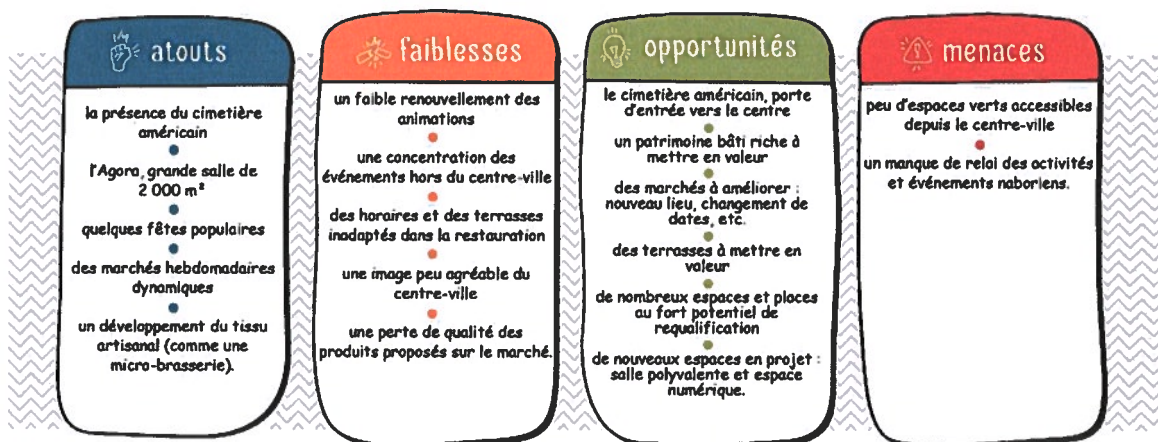 atouts
la présence du cimetière
américain
l'Agora, grande salle de
2 000 m²
quelques fêtes populaires
des marchés hebdomadaires
dynamiques
un développement du tissu
artisanal (comme une
micro-brasserie).
faiblesses
un faible renouvellement des
animations
une concentration des
événements hors du centre-ville
des horaires et des terrasses
inadaptés dans la restauration
une image peu agréable du
centre-ville
une perte de qualité des
produits proposés sur le marché.
opportunités
le cimetière américain, porte
d'entrée vers le centre
un patrimoine bâti riche à
mettre en valeur
des marchés à améliorer :
nouveau lieu, changement de
dates, etc.
des terrasses à mettre en
valeur
de nombreux espaces et places
au fort potentiel de
requalification
de nouveaux espaces en projet :
salle polyvalente et espace
numérique.
menaces
peu d'espaces verts accessibles
depuis le centre-ville
un manque de relai des activités
et événements naboriens.